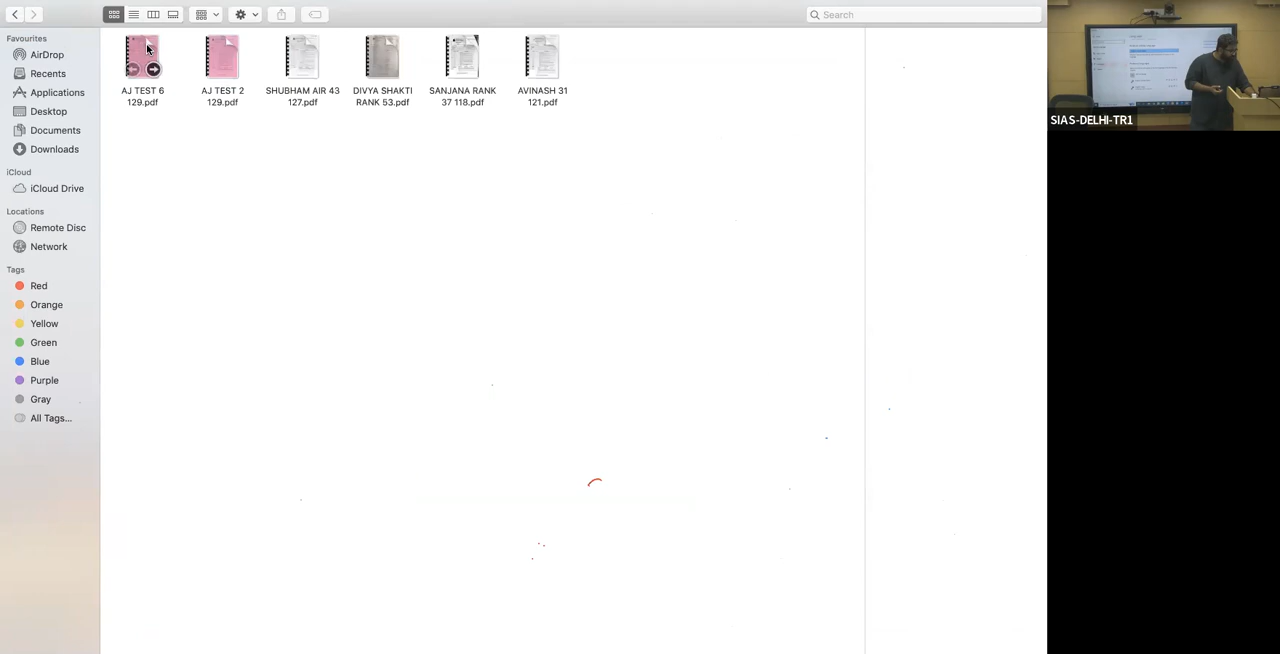 Search
Favourites
AirDrop
Recents
Applications
Desktop
Documents
Downloads
iCloud
iCloud Drive
Locations
Remote Disc
Network
Tags
Red
Orange
Yellow
Green
Blue
Purple
Gray
All Tags...
AJ TEST 6
129.pdf
AJ TEST 2
129.pdf
SHUBHAM AIR 43
127.pdf
DIVYA SHAKTI
RANK 53.pdf
SANJANA RANK
37 118.pdf
AVINASH 31
121.pdf
SIAS-DELHI-TR1